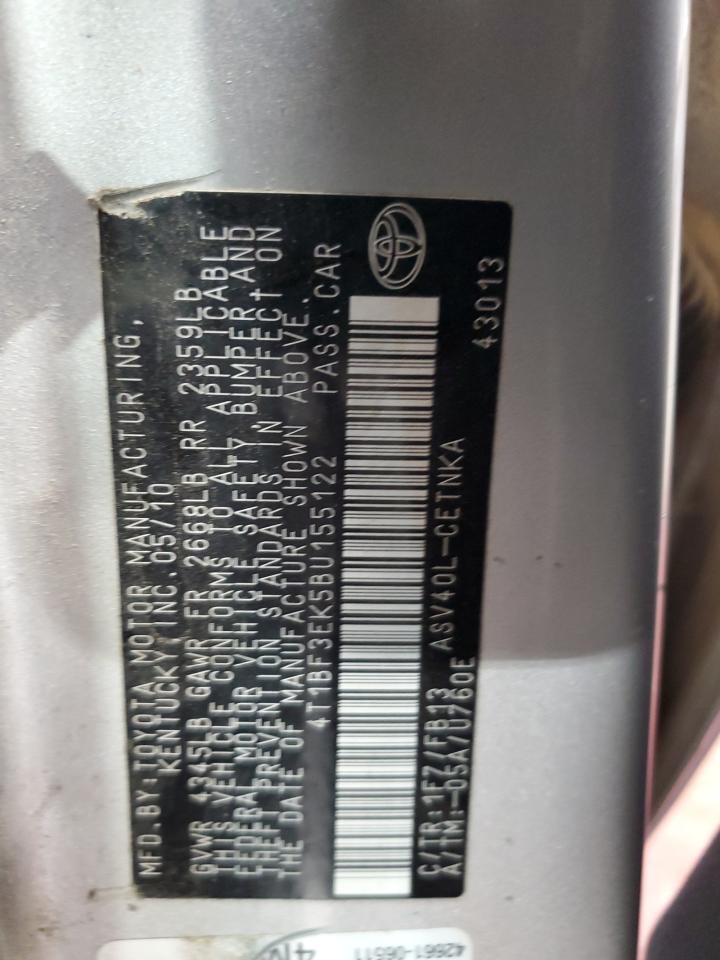 MFD.BY:TOYOTA MOTOR MANUFACTURING,
KENTUCKY,INC.05/10
GVWR 4345LB GAWR FR 2668LB RR 2359LB
THIS VEHICLE CONFORMS TO ALL APPLICABLE
FEDERAL MOTOR VEHICLE SAFETY, BUMPER, AND
THEFT PREVENTION STANDARDS IN EFFECT ON
THE DATE OF MANUFACTURE SHOWN ABOVE.
4T1BF3EK5BU155122 PASS.CAR
C/TR:1F7/FB13 ASV40L-CETNKA
A/TM:-05A/U760E 43013
42661-06511